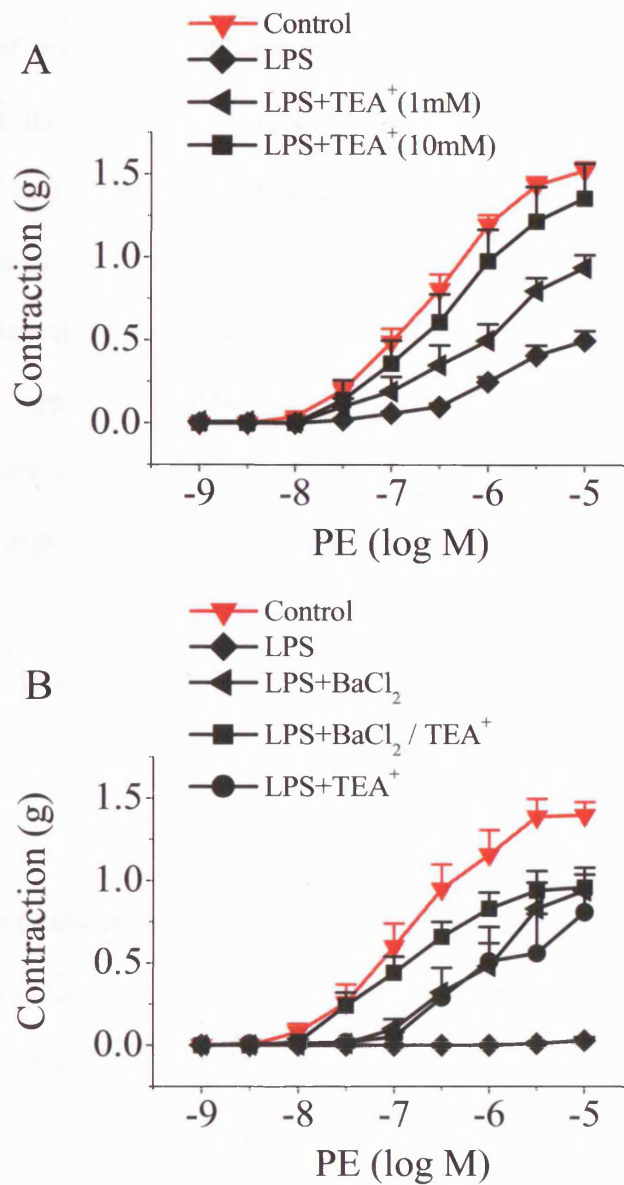 A
Control
LPS
LPS+TEA⁺(1mM)
LPS+TEA⁺(10mM)
Contraction (g)
1.5
1.0
0.5
0.0
-9 -8 -7 -6 -5
PE (log M)
B
Control
LPS
LPS+BaCl₂
LPS+BaCl₂ / TEA⁺
LPS+TEA⁺
Contraction (g)
1.5
1.0
0.5
0.0
-9 -8 -7 -6 -5
PE (log M)